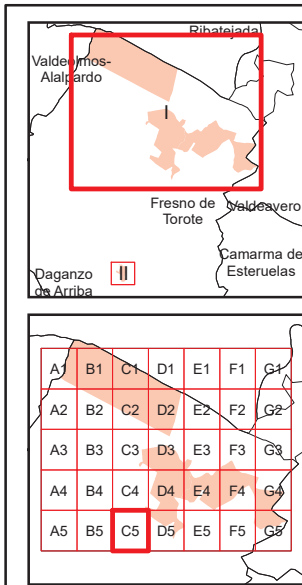 Ribatejada
Valdeolmos-
Alalpardo
I
Fresno de
Torote
Valdeavero
Camarma de
Esteruelas
Daganzo
de Arriba
II
A1 B1 C1 D1 E1 F1 G1
A2 B2 C2 D2 E2 F2 G2
A3 B3 C3 D3 E3 F3 G3
A4 B4 C4 D4 E4 F4 G4
A5 B5 C5 D5 E5 F5 G5